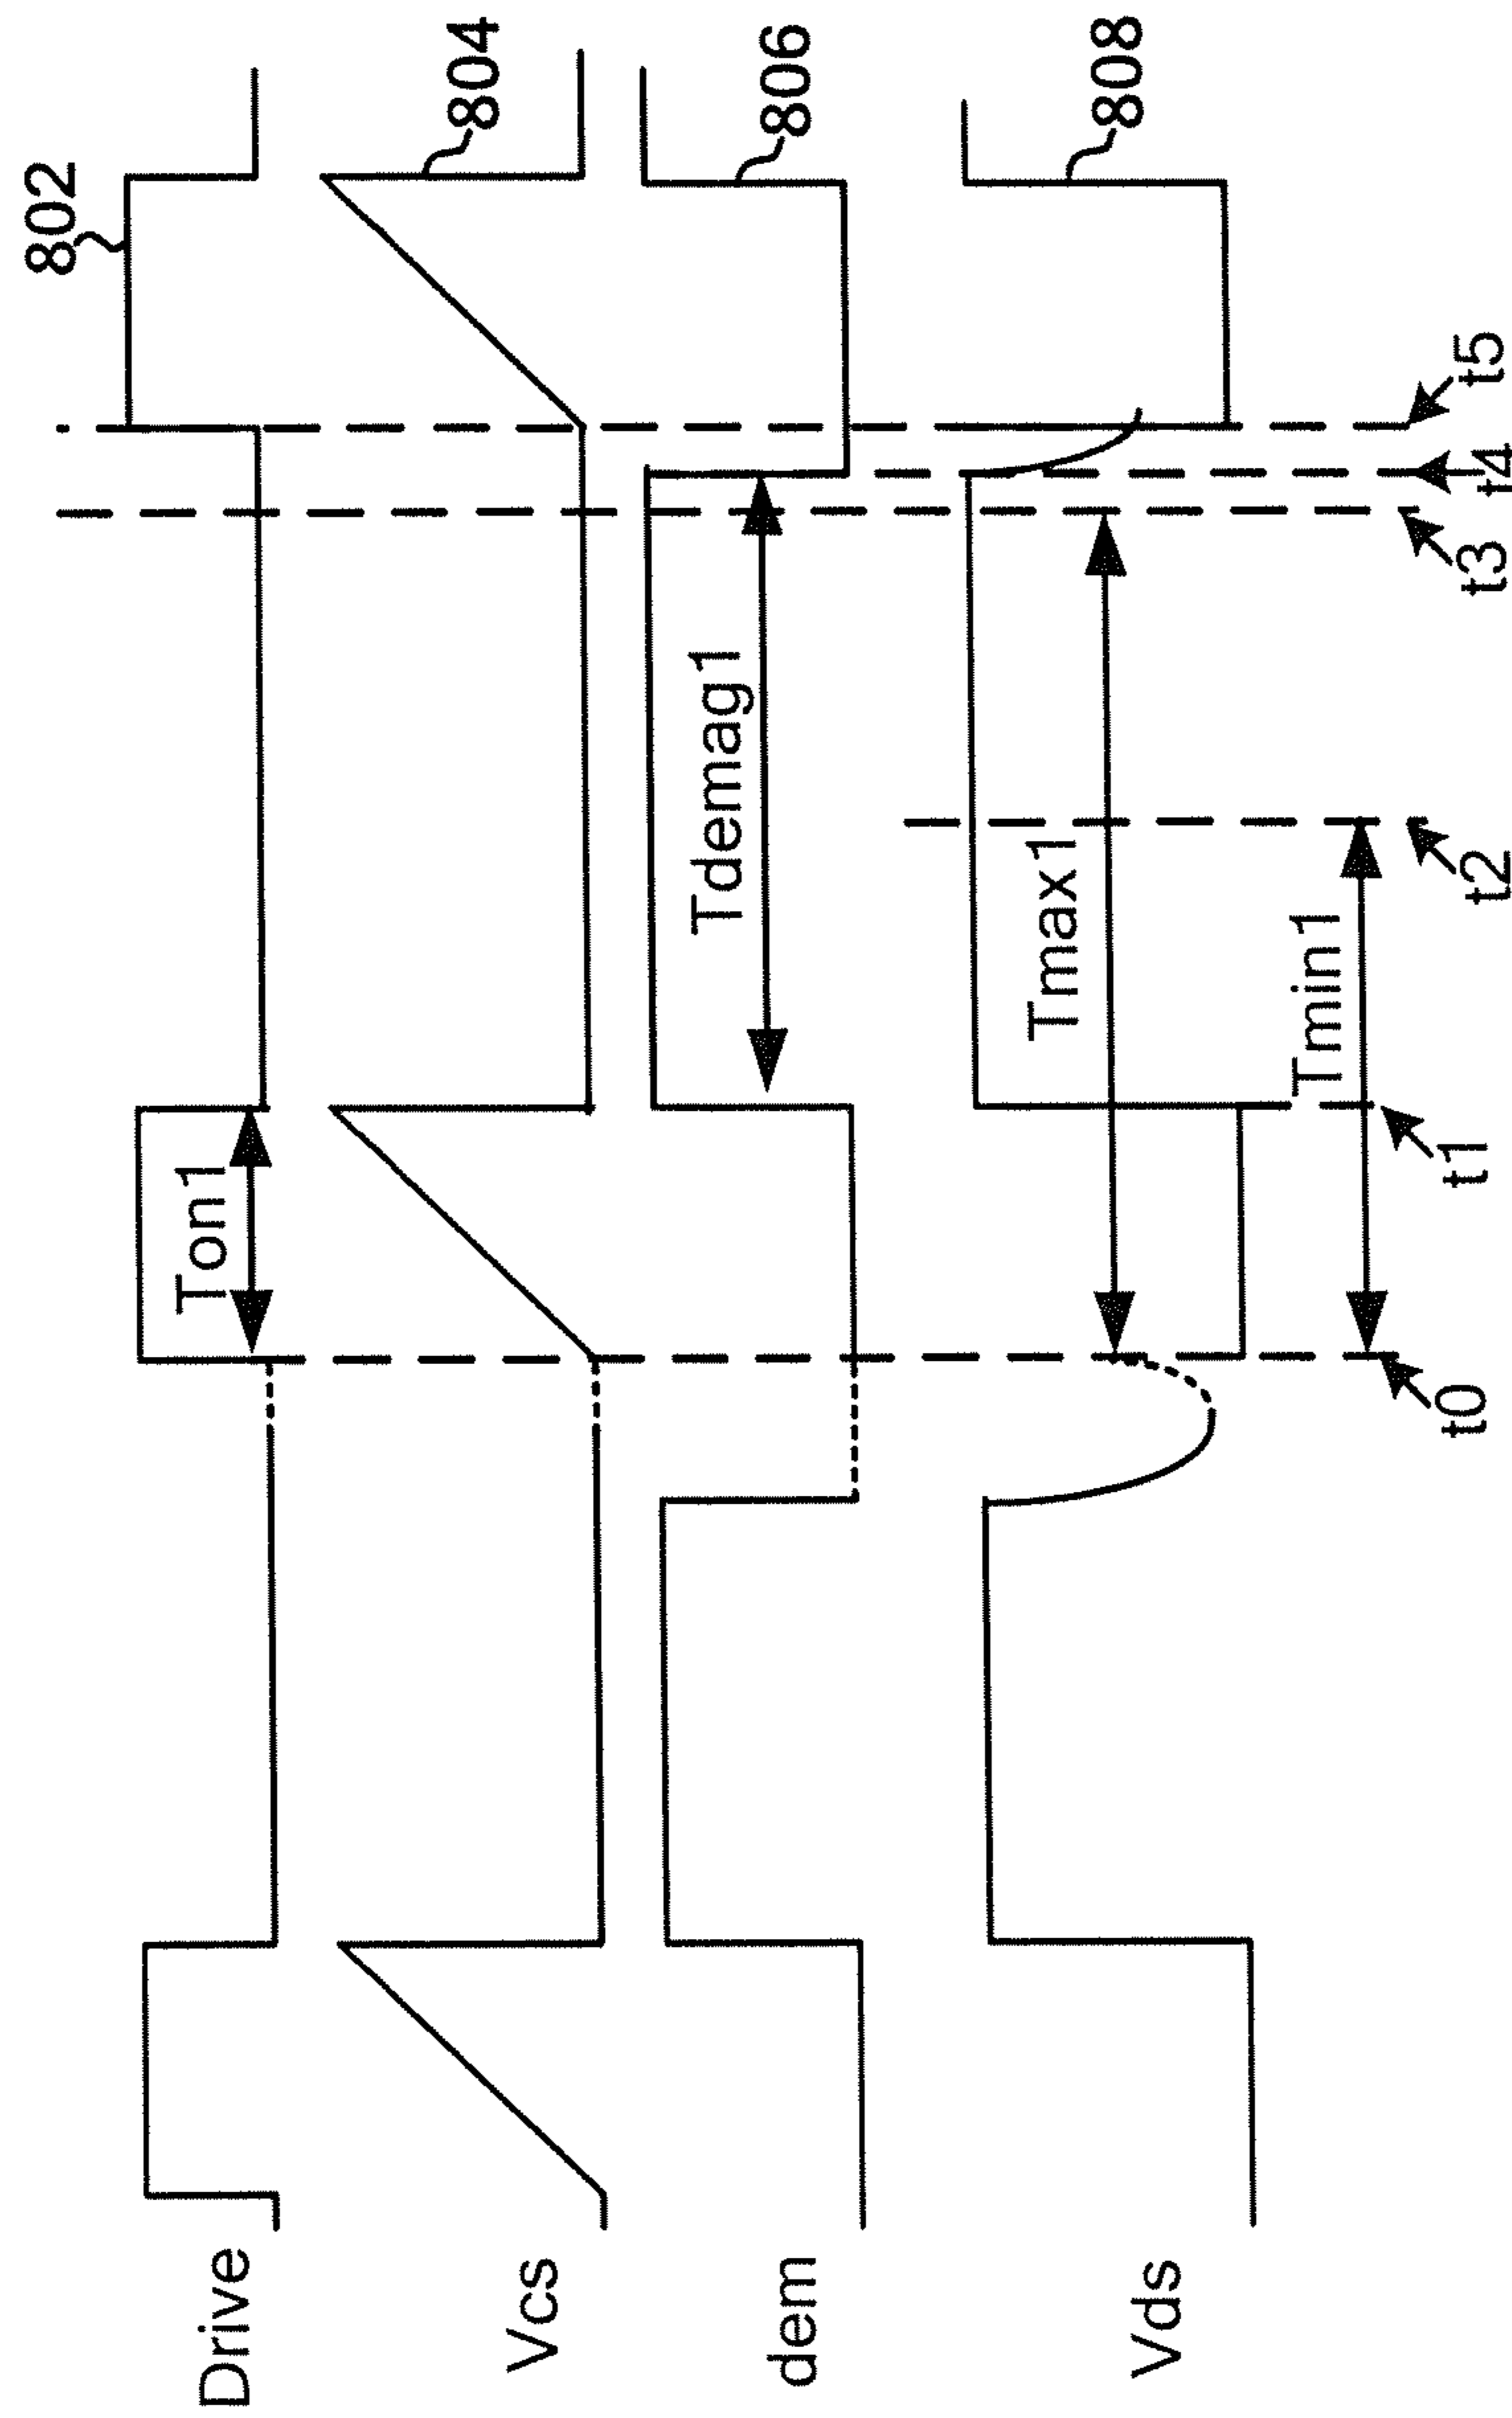 Drive
Vcs
dem
Vds
802
804
806
808
Ton1
Tdemag1
Tmax1
Tmin1
t0
t1
t2
t3
t4
t5